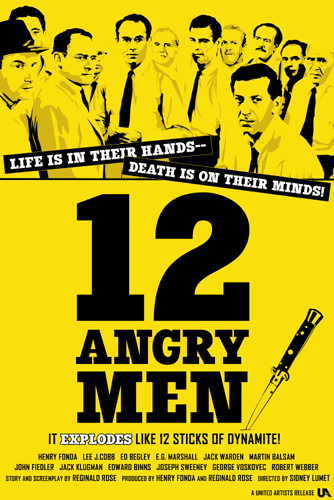 LIFE IS IN THEIR HANDS--
DEATH IS ON THEIR MINDS!
12
ANGRY
MEN
IT EXPLODES LIKE 12 STICKS OF DYNAMITE!
HENRY FONDA LEE J.COBB ED BEGLEY E.G. MARSHALL JACK WARDEN MARTIN BALSAM
JOHN FIEDLER JACK KLUGMAN EDWARD BINNS JOSEPH SWEENEY GEORGE VOSKOVEC ROBERT WEBBER
STORY AND SCREENPLAY BY REGINALD ROSE PRODUCED BY HENRY FONDA AND REGINALD ROSE DIRECTED BY SIDNEY LUMET
A UNITED ARTISTS RELEASE UA